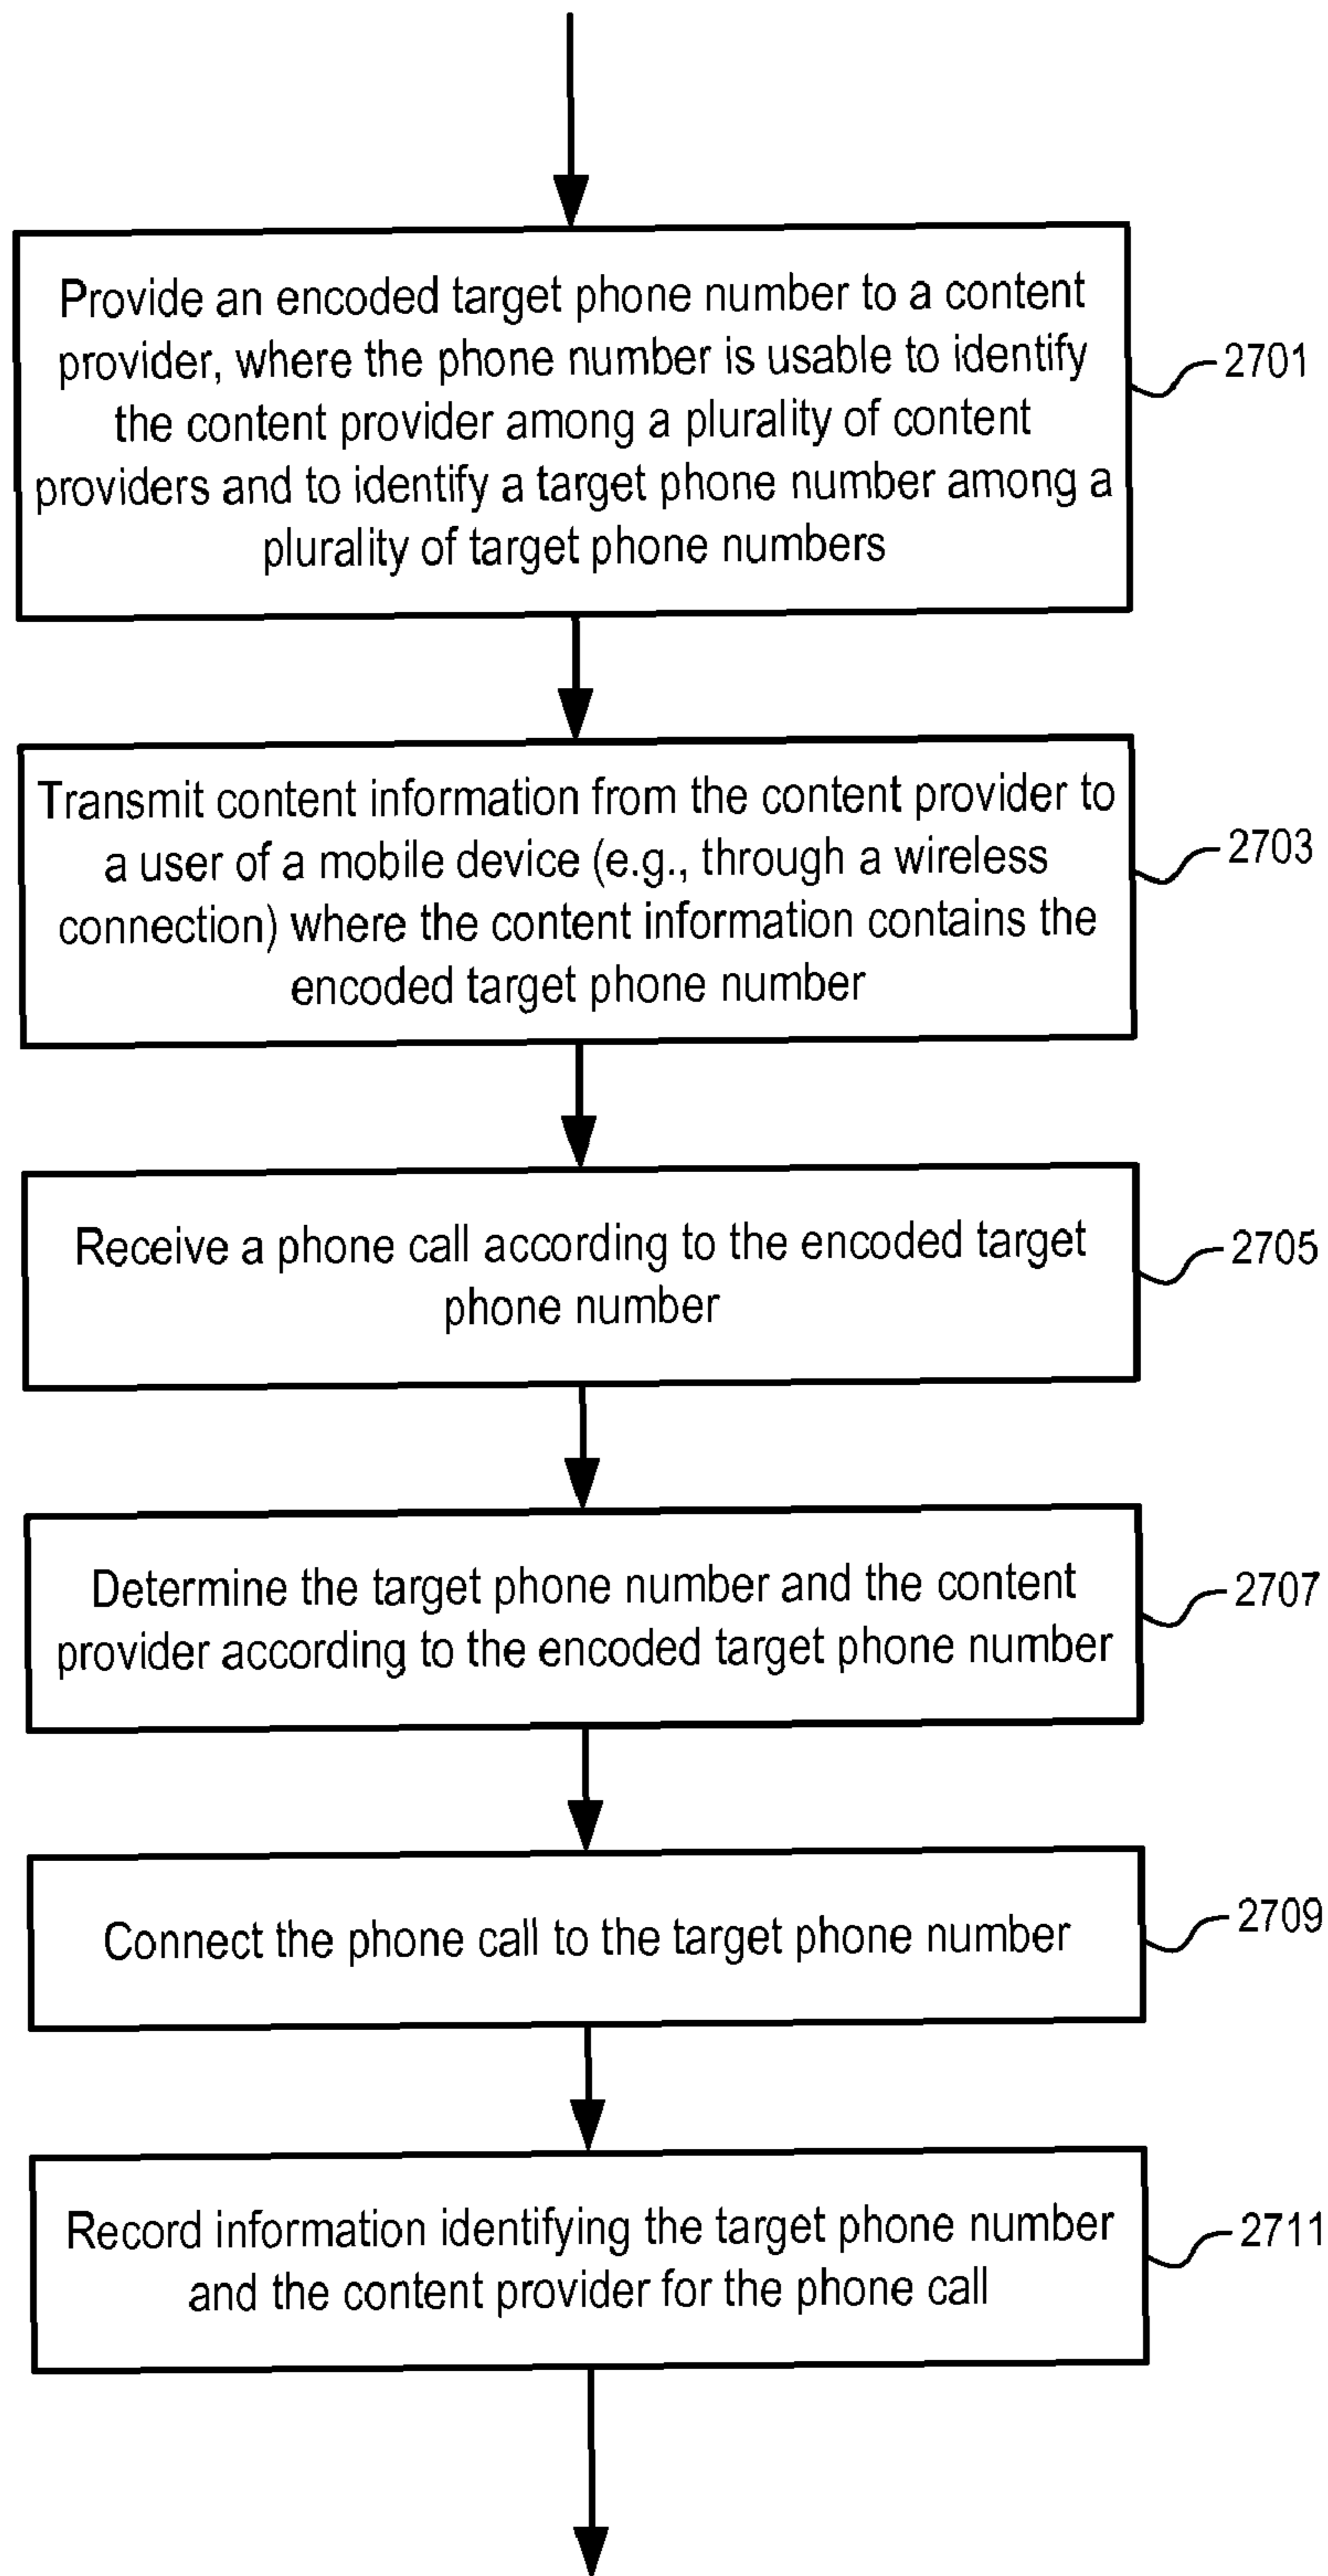 Provide an encoded target phone number to a content
provider, where the phone number is usable to identify
the content provider among a plurality of content
providers and to identify a target phone number among a
plurality of target phone numbers
2701
Transmit content information from the content provider to
a user of a mobile device (e.g., through a wireless
connection) where the content information contains the
encoded target phone number
2703
Receive a phone call according to the encoded target
phone number
2705
Determine the target phone number and the content
provider according to the encoded target phone number
2707
Connect the phone call to the target phone number
2709
Record information identifying the target phone number
and the content provider for the phone call
2711